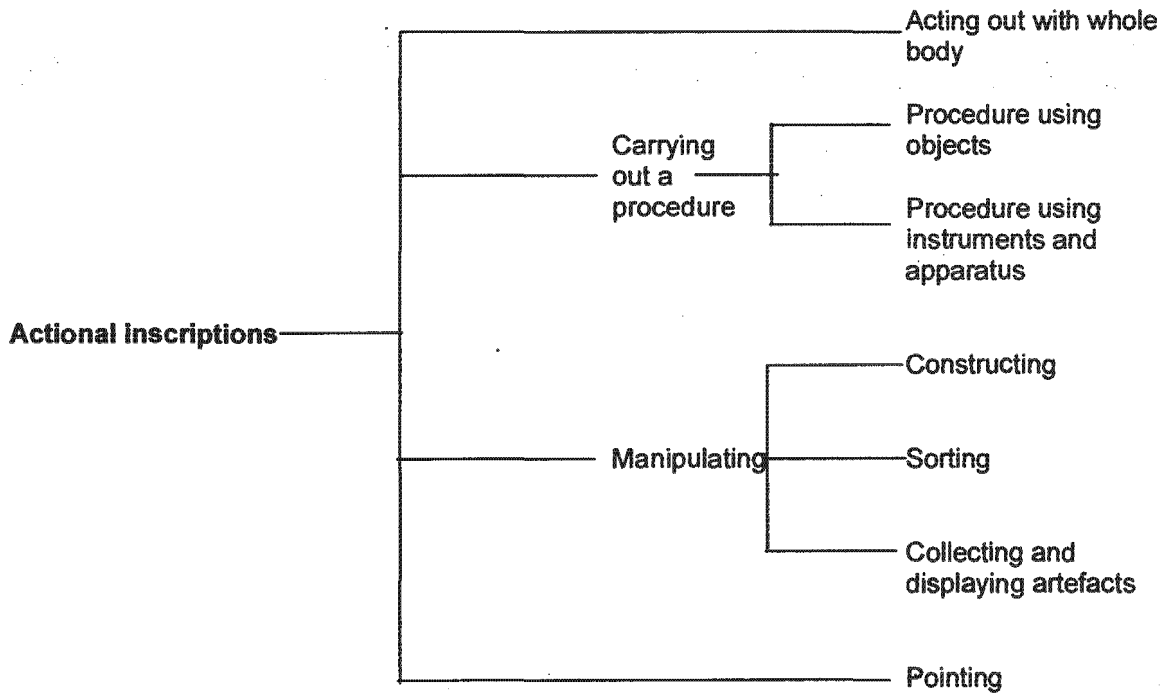 Acting out with whole
body
Procedure using
objects
Carrying
out a
procedure
Procedure using
instruments and
apparatus
Actional Inscriptions
Constructing
Manipulating
Sorting
Collecting and
displaying artefacts
Pointing